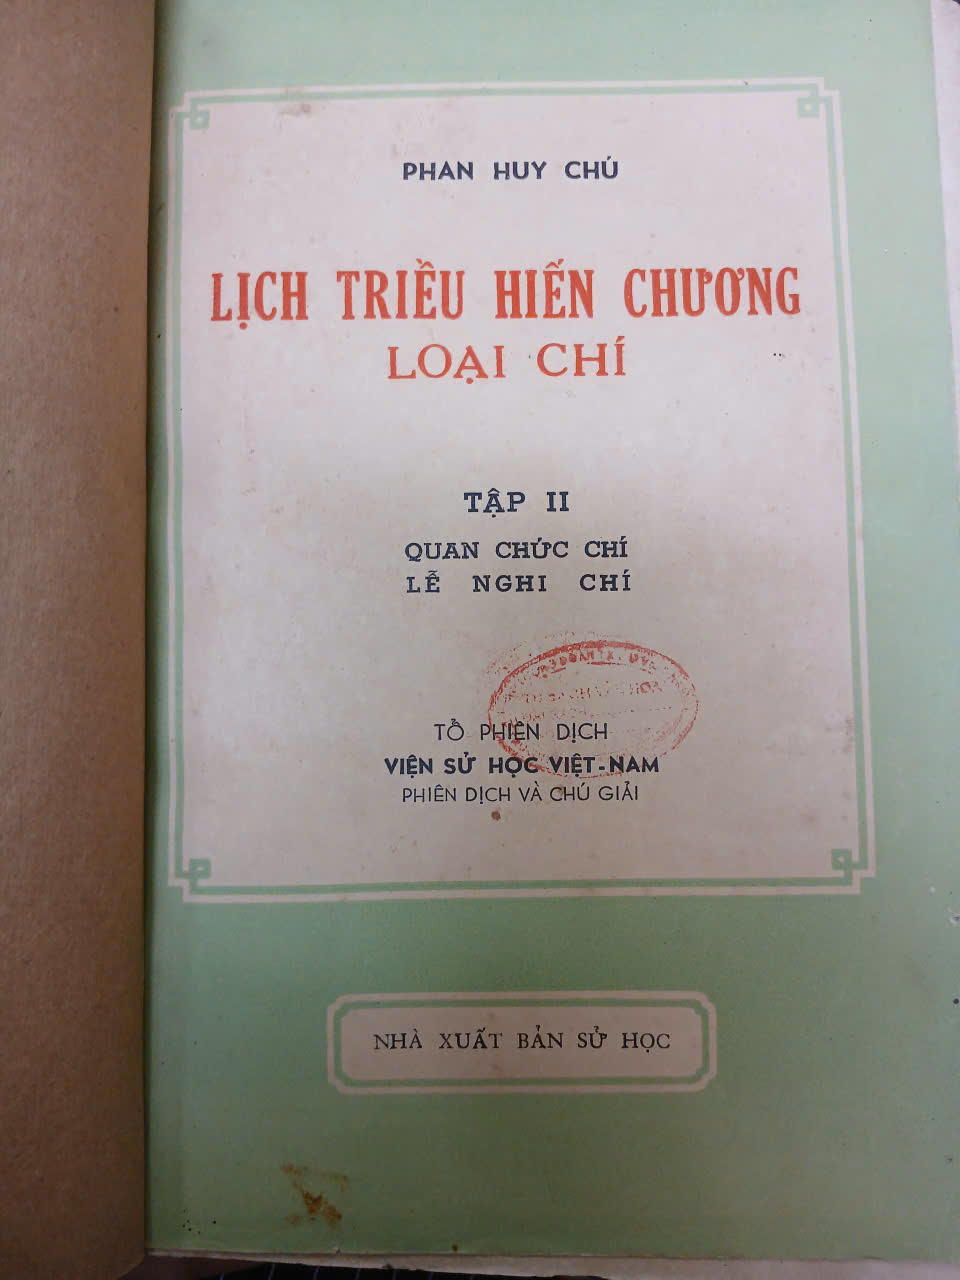 PHAN HUY CHÚ
LỊCH TRIỀU HIẾN CHƯƠNG
LOẠI CHÍ
TẬP II
QUAN CHỨC CHÍ
LỄ NGHI CHÍ
TỔ PHIÊN DỊCH
VIỆN SỬ HỌC VIỆT-NAM
PHIÊN DỊCH VÀ CHÚ GIẢI
NHÀ XUẤT BẢN SỬ HỌC